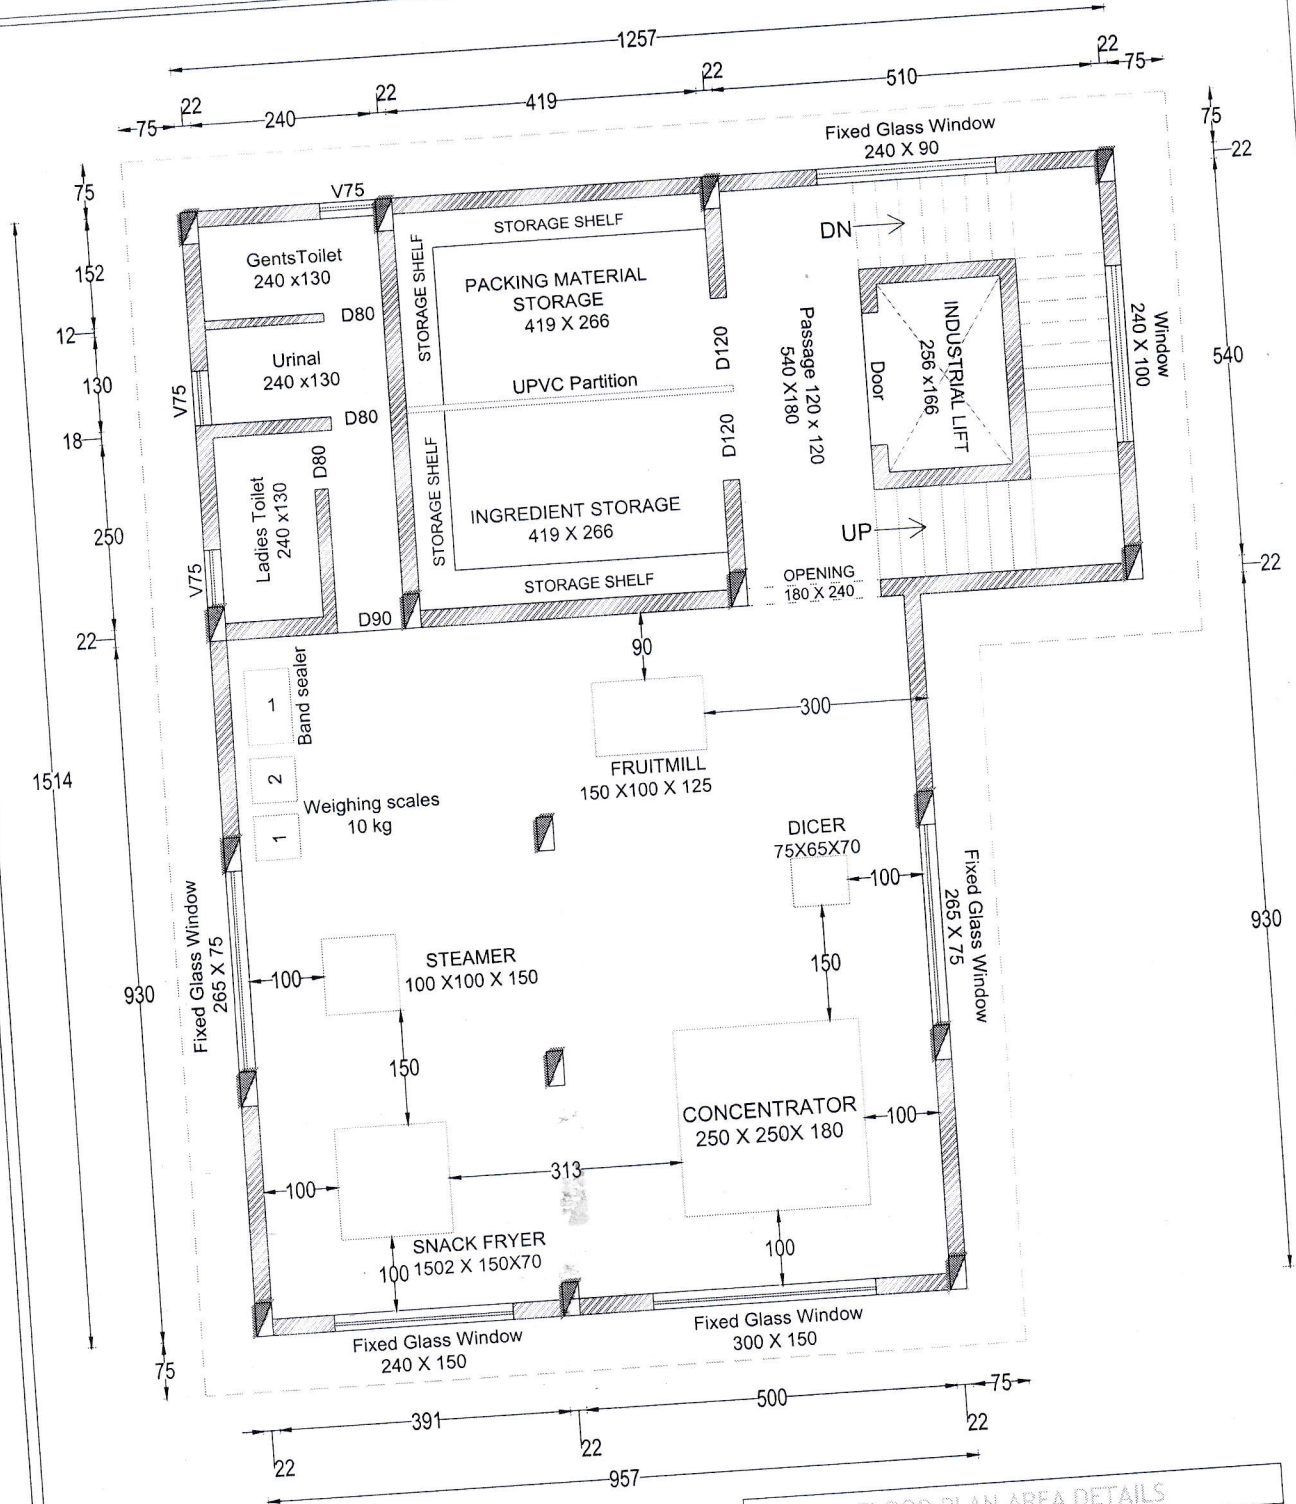 1257
22
22
22
22
75
240
419
510
75
75
22
Fixed Glass Window
240 X 90
V75
75
152
12
130
18
250
22
GentsToilet
240 x130
D80
Urinal
240 x130
D80
V75
D80
Ladies Toilet
240 x130
V75
D90
STORAGE SHELF
STORAGE SHELF
PACKING MATERIAL
STORAGE
419 X 266
UPVC Partition
D120
D120
STORAGE SHELF
INGREDIENT STORAGE
419 X 266
STORAGE SHELF
DN
Passage 120 x 120
540 X180
Door
INDUSTRIAL LIFT
256 x166
Window
240 X 100
540
UP
OPENING
180 X 240
22
90
300
1
Band sealer
2
1
Weighing scales
10 kg
FRUITMILL
150 X100 X 125
DICER
75X65X70
100
150
1514
930
Fixed Glass Window
265 X 75
Fixed Glass Window
265 X 75
930
100
STEAMER
100 X100 X 150
150
CONCENTRATOR
250 X 250X 180
100
313
100
SNACK FRYER
1502 X 150X70
100
100
Fixed Glass Window
240 X 150
Fixed Glass Window
300 X 150
75
391
500
75
22
22
22
957
FLOOR PLAN AREA DETAILS